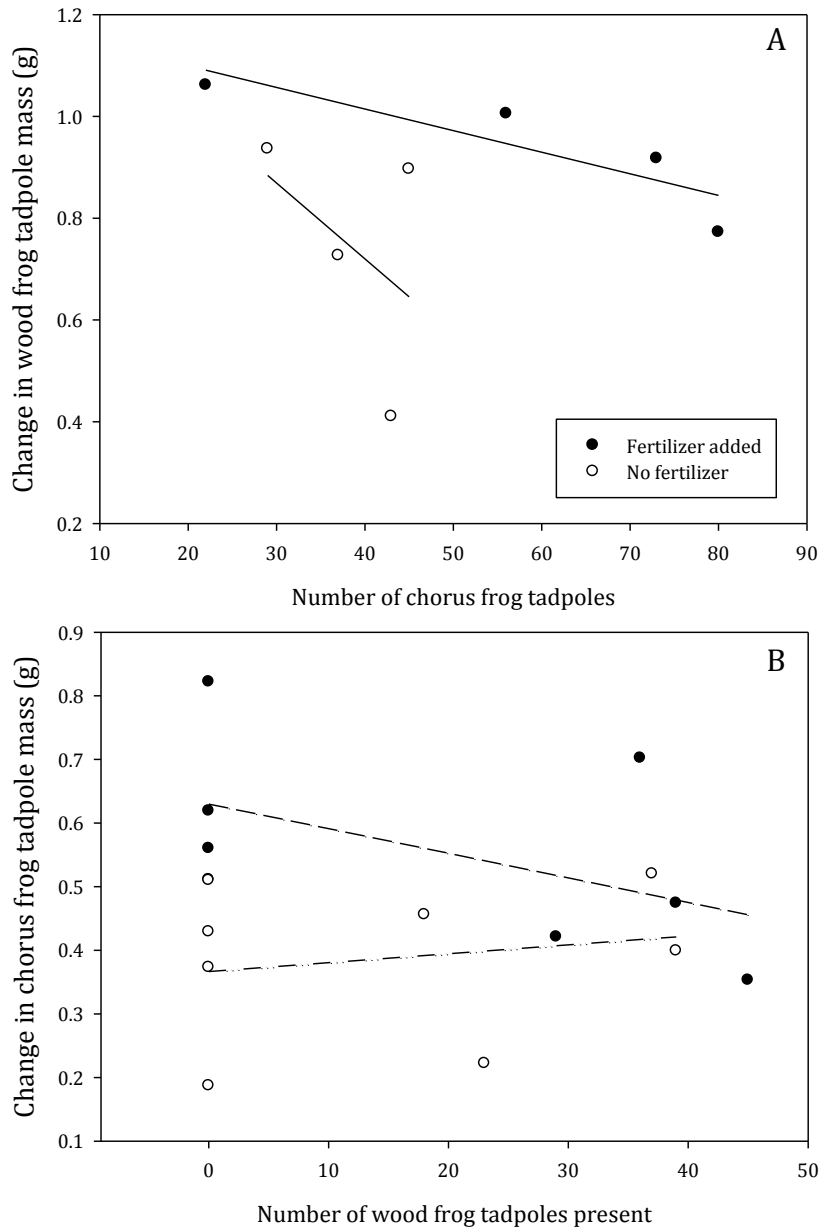 A
Change in wood frog tadpole mass (g)
1.2
1.0
0.8
0.6
0.4
0.2
Fertilizer added
No fertilizer
10 20 30 40 50 60 70 80 90
Number of chorus frog tadpoles
B
Change in chorus frog tadpole mass (g)
0.9
0.8
0.7
0.6
0.5
0.4
0.3
0.2
0.1
0 10 20 30 40 50
Number of wood frog tadpoles present